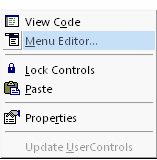 View Code
Menu Editor...
Lock Controls
Paste
Properties
Update UserControls